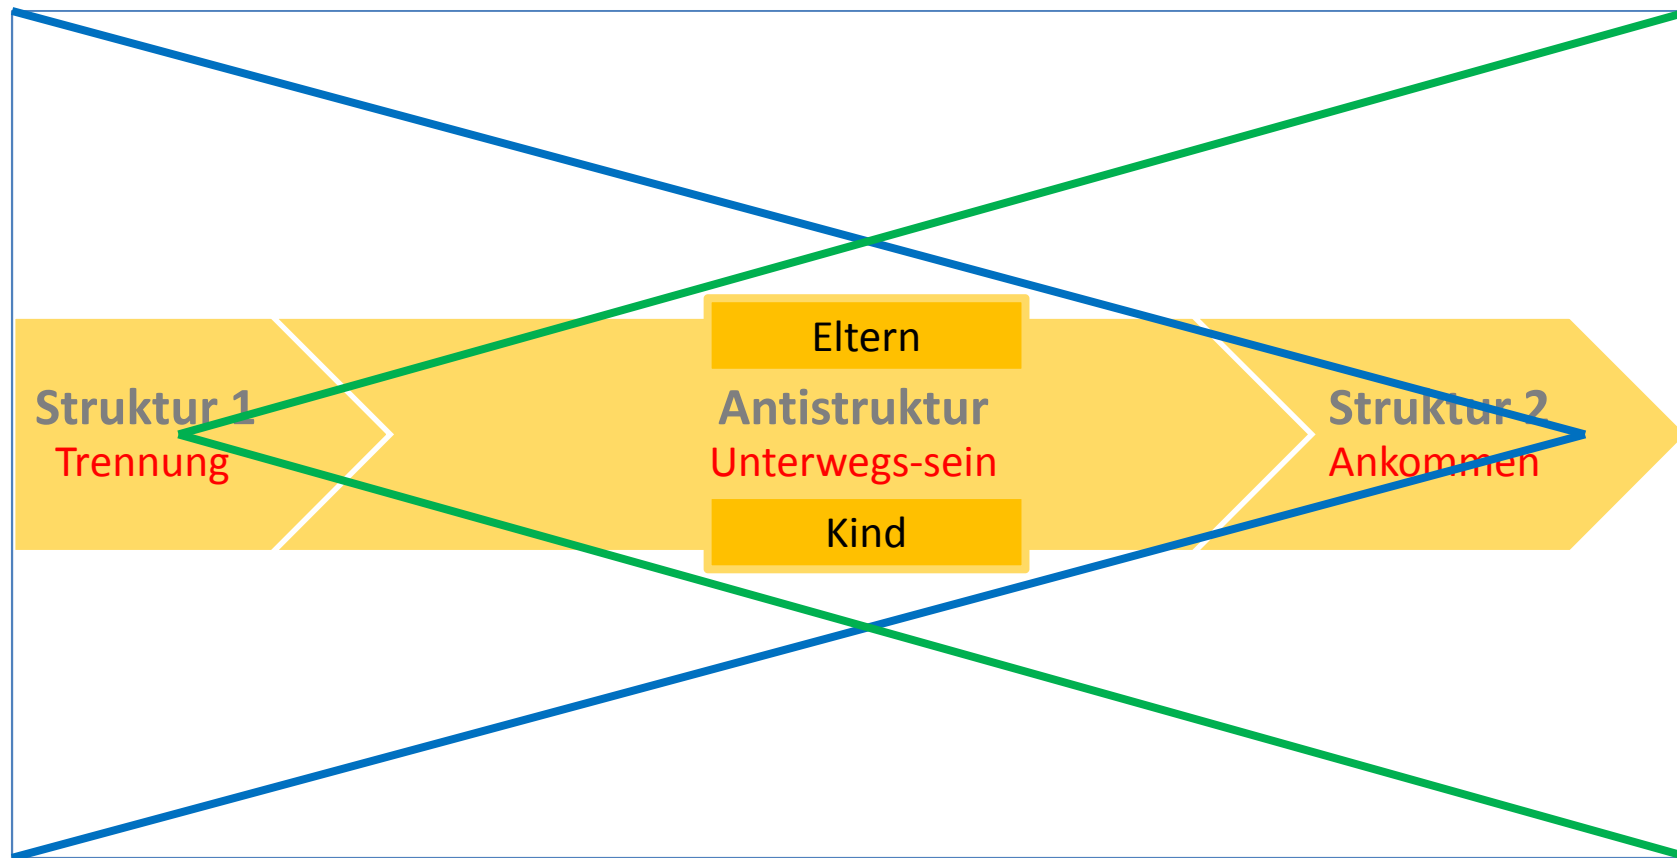 Struktur 1
Trennung
Eltern
Antistruktur
Unterwegs-sein
Kind
Struktur 2
Ankommen